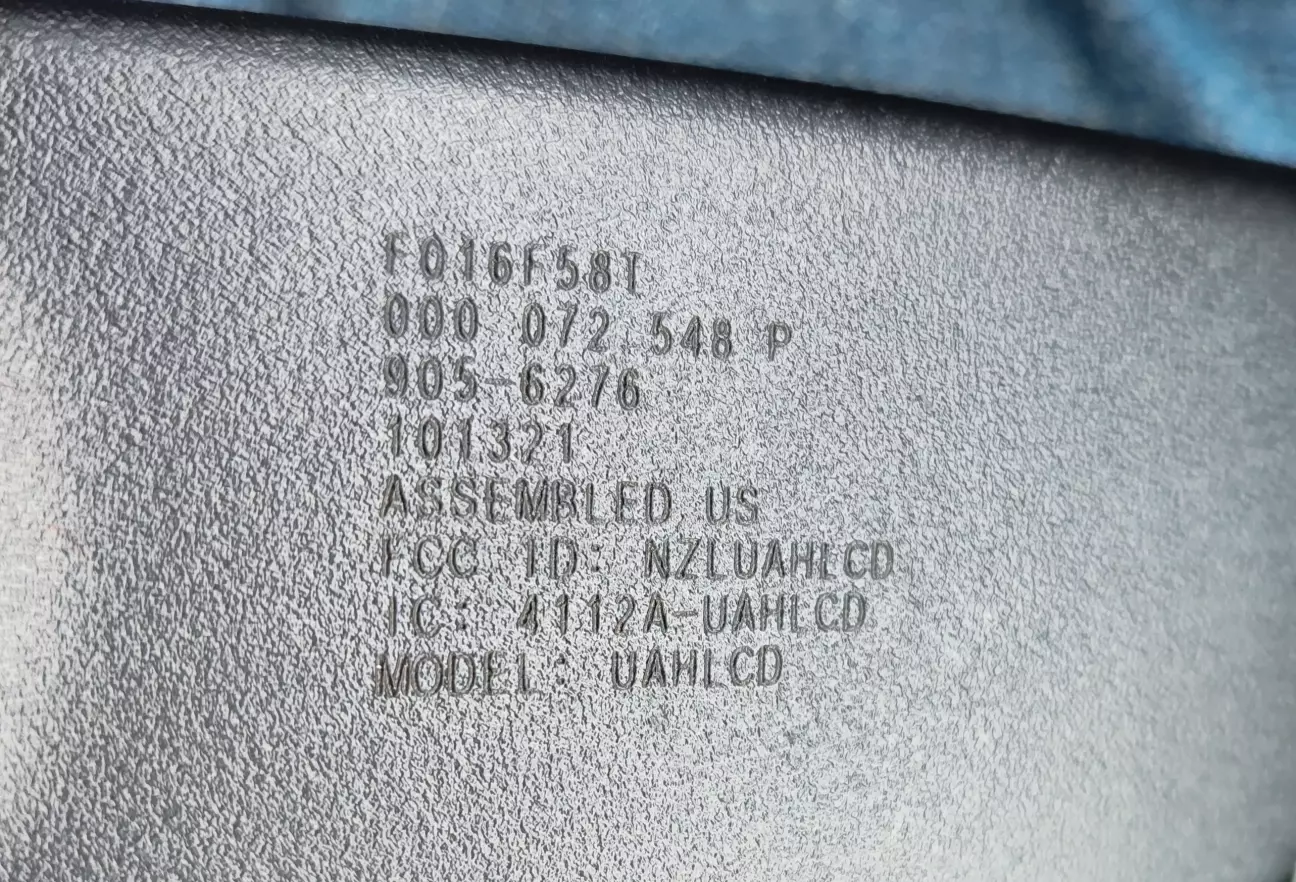 F016F58T
000 072 548 P
905-6276
101321
ASSEMBLED US
FCC ID: NZLUAHLCD
IC: 4112A-UAHLCD
MODEL: UAHLCD